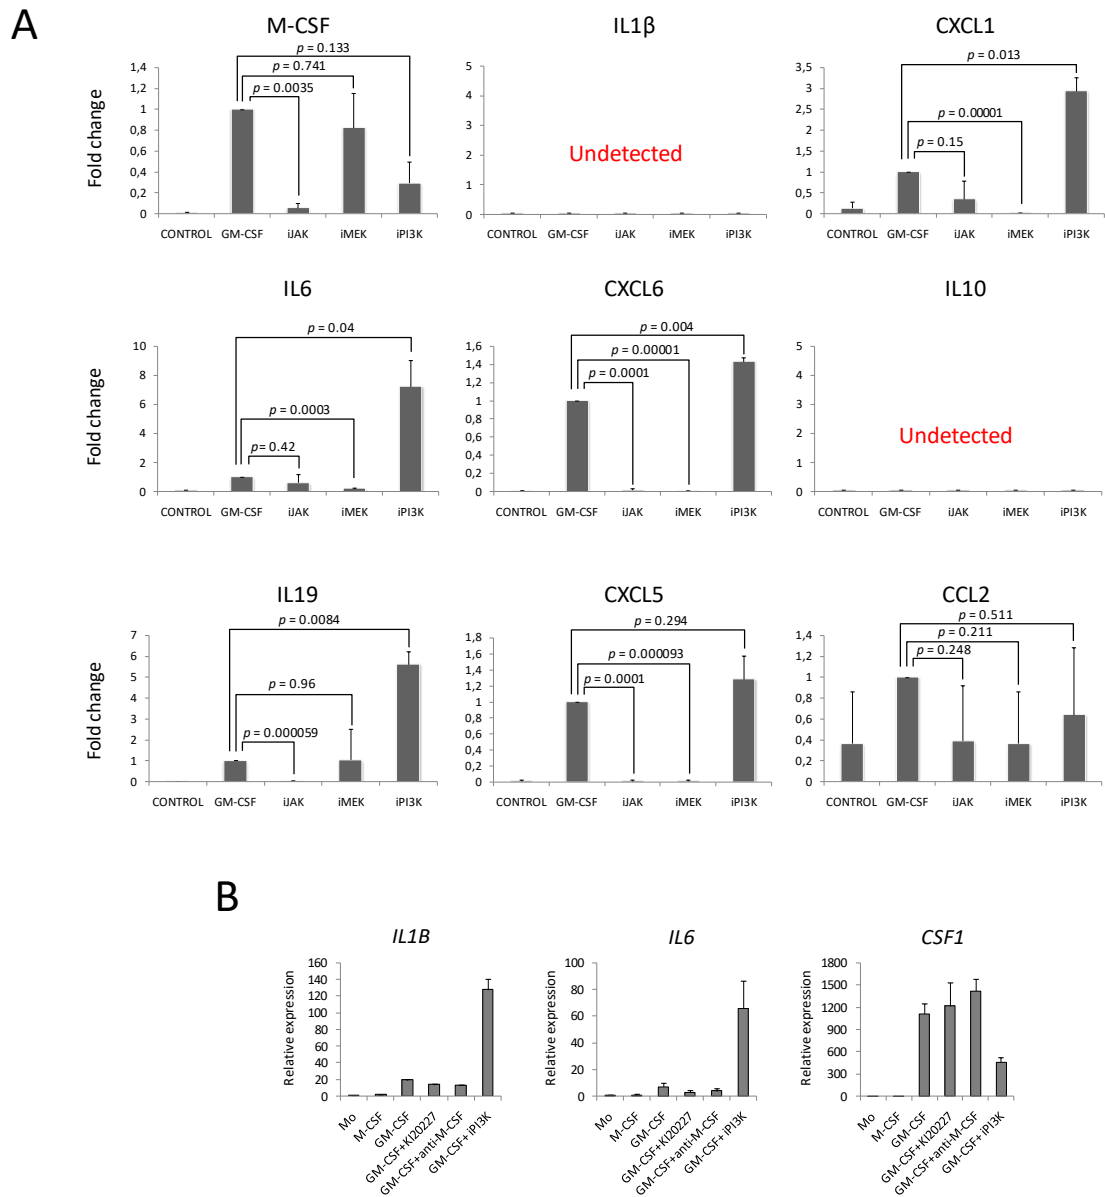 A
M-CSF
IL1β
CXCL1
p = 0.133
p = 0.741
p = 0.0035
Fold change
1,4
1,2
1
0,8
0,6
0,4
0,2
0
CONTROL GM-CSF iJAK iMEK iPI3K
5
4
3
2
1
0
Undetected
CONTROL GM-CSF iJAK iMEK iPI3K
p = 0.013
p = 0.00001
p = 0.15
3,5
3
2,5
2
1,5
1
0,5
0
CONTROL GM-CSF iJAK iMEK iPI3K
IL6
CXCL6
IL10
p = 0.04
p = 0.0003
p = 0.42
Fold change
10
8
6
4
2
0
CONTROL GM-CSF iJAK iMEK iPI3K
p = 0.004
p = 0.00001
p = 0.0001
1,6
1,4
1,2
1
0,8
0,6
0,4
0,2
0
CONTROL GM-CSF iJAK iMEK iPI3K
5
4
3
2
1
0
Undetected
CONTROL GM-CSF iJAK iMEK iPI3K
IL19
CXCL5
CCL2
p = 0.0084
p = 0.96
p = 0.000059
Fold change
7
6
5
4
3
2
1
0
CONTROL GM-CSF iJAK iMEK iPI3K
p = 0.294
p = 0.000093
p = 0.0001
1,8
1,6
1,4
1,2
1
0,8
0,6
0,4
0,2
0
CONTROL GM-CSF iJAK iMEK iPI3K
p = 0.511
p = 0.211
p = 0.248
1,4
1,2
1
0,8
0,6
0,4
0,2
0
CONTROL GM-CSF iJAK iMEK iPI3K
B
IL1B
IL6
CSF1
Relative expression
160
140
120
100
80
60
40
20
0
Mo
M-CSF
GM-CSF
GM-CSF+KI20227
GM-CSF+anti-M-CSF
GM-CSF+iPI3K
Relative expression
100
80
60
40
20
0
Mo
M-CSF
GM-CSF
GM-CSF+KI20227
GM-CSF+anti-M-CSF
GM-CSF+iPI3K
Relative expression
1800
1500
1200
900
600
300
0
Mo
M-CSF
GM-CSF
GM-CSF+KI20227
GM-CSF+anti-M-CSF
GM-CSF+iPI3K